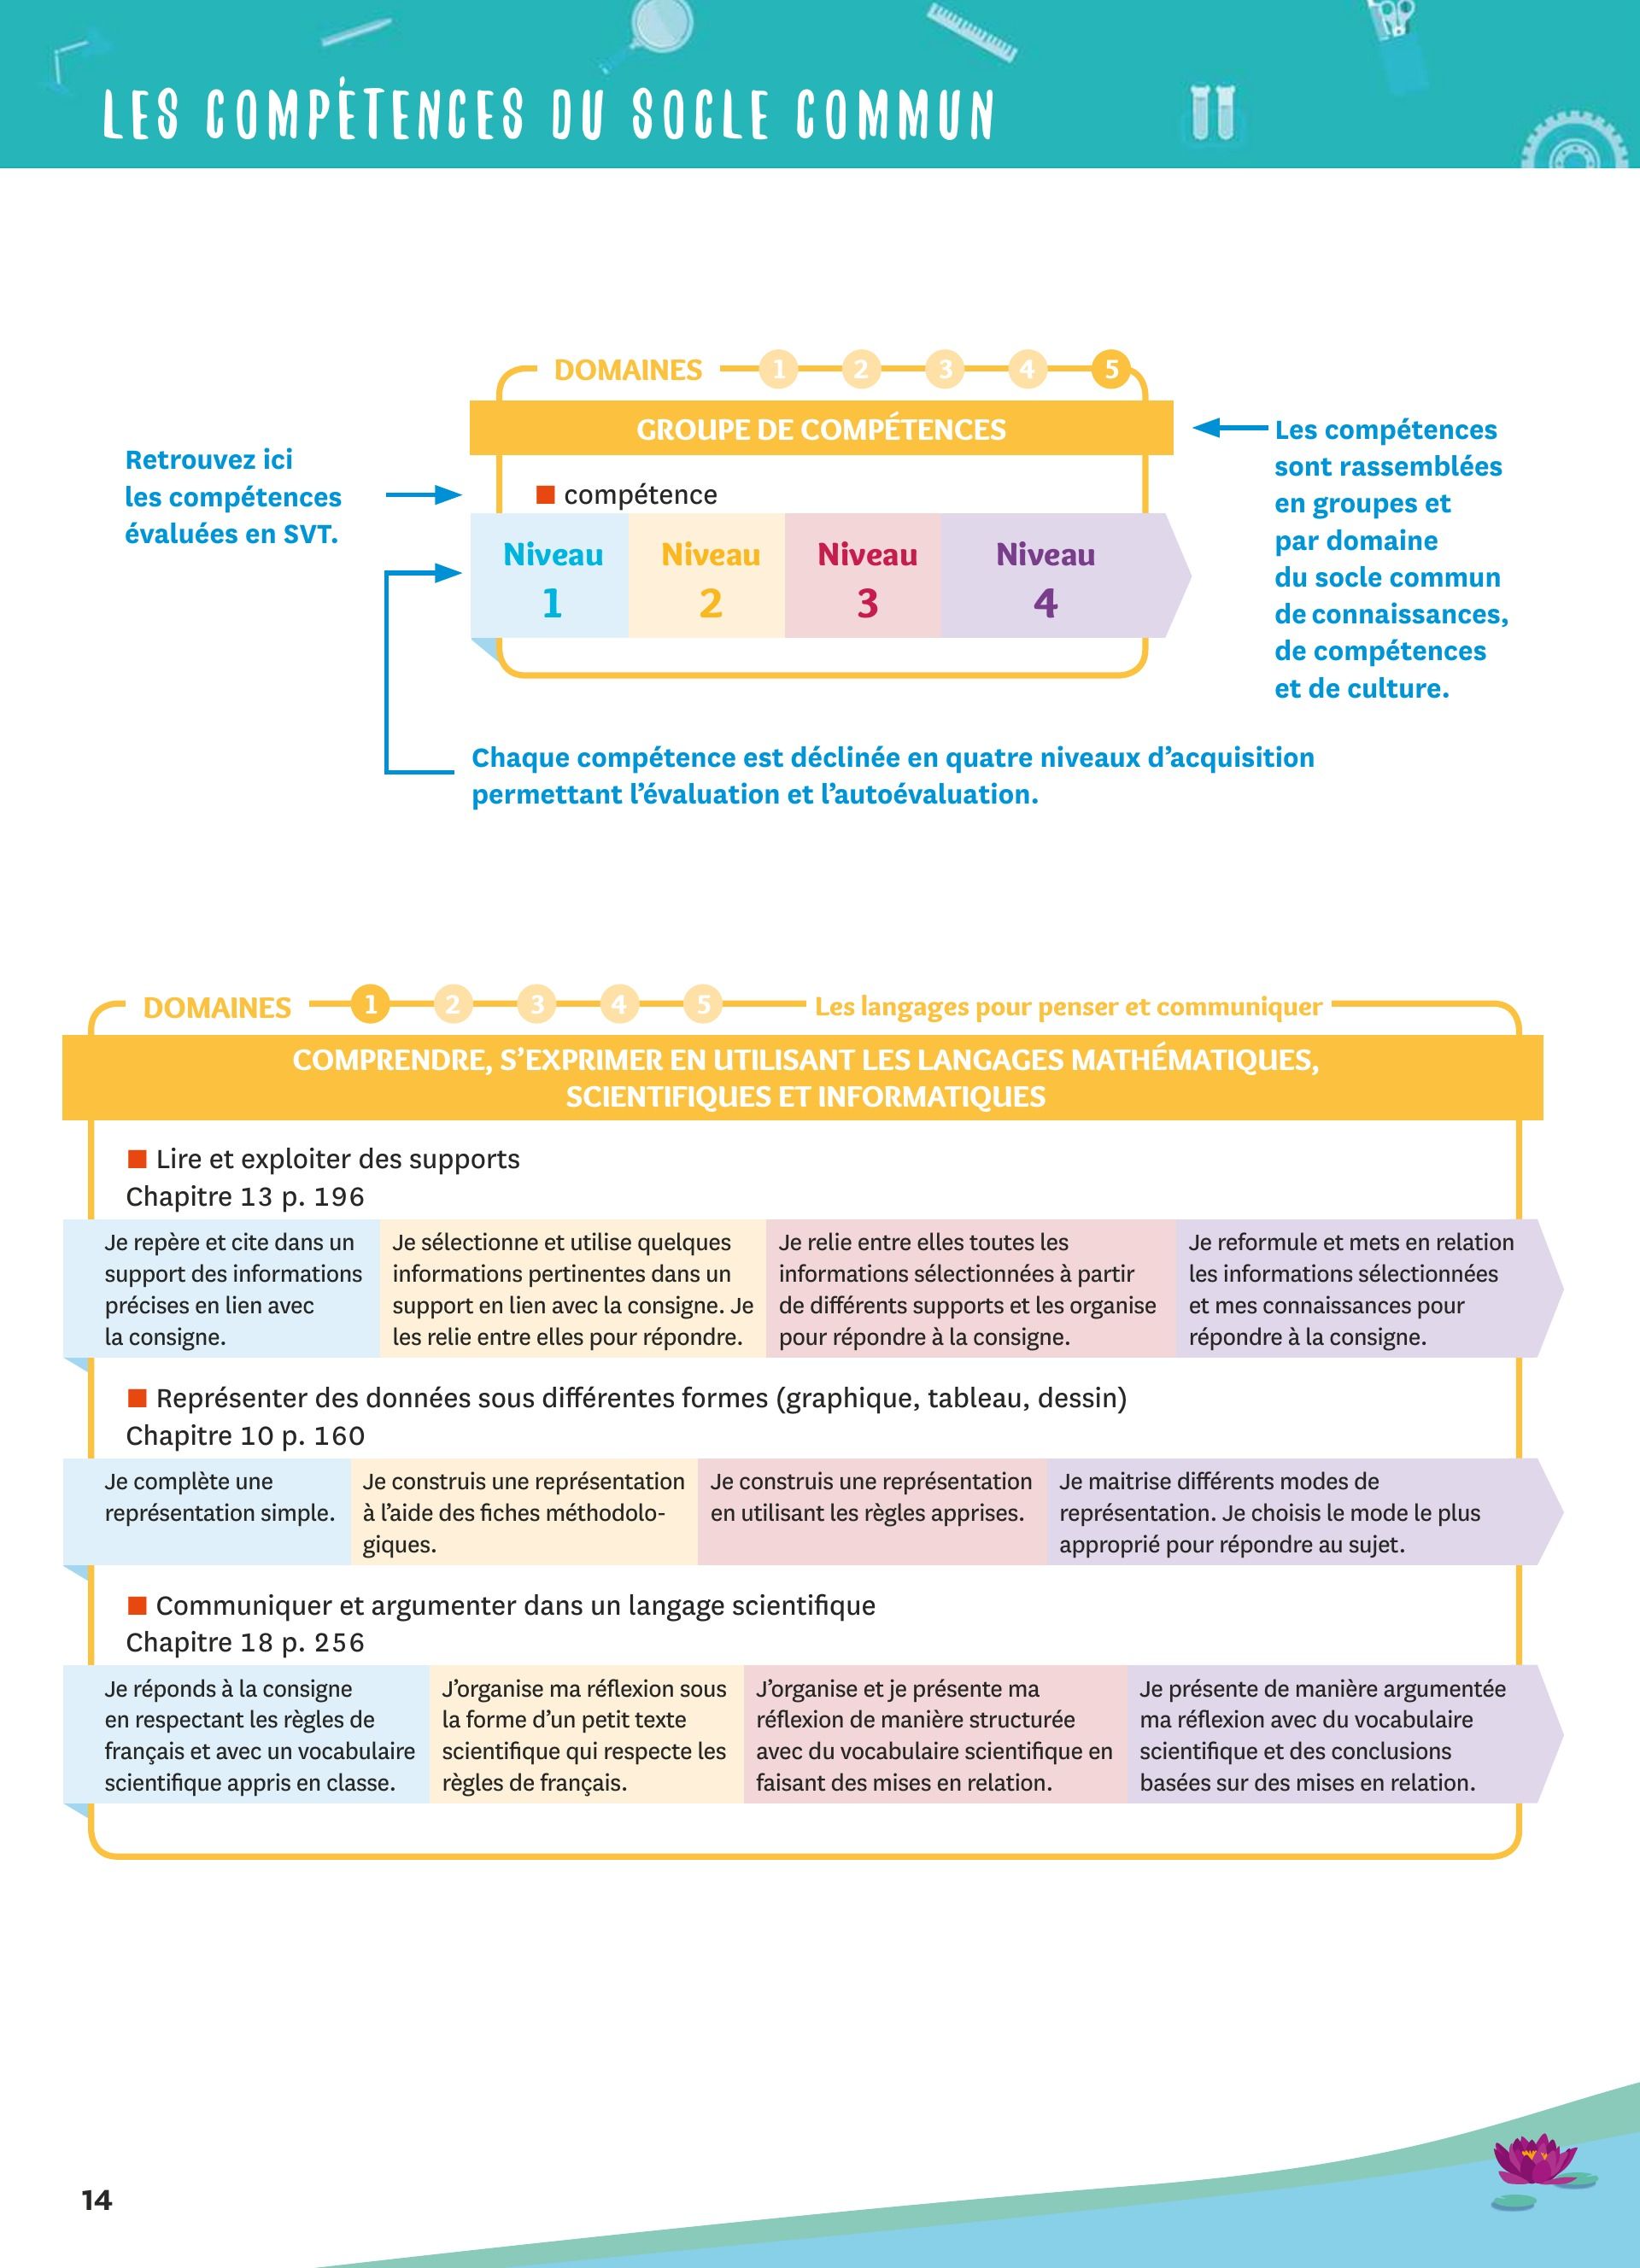 LES COMPÉTENCES DU SOCLE COMMUN
DOMAINES 1 2 3 4 5
GROUPE DE COMPÉTENCES
Retrouvez ici
les compétences
évaluées en SVT.
compétence
Niveau 1
Niveau 2
Niveau 3
Niveau 4
Les compétences
sont rassemblées
en groupes et
par domaine
du socle commun
de connaissances,
de compétences
et de culture.
Chaque compétence est déclinée en quatre niveaux d’acquisition
permettant l’évaluation et l’autoévaluation.
DOMAINES 1 2 3 4 5 Les langages pour penser et communiquer
COMPRENDRE, S’EXPRIMER EN UTILISANT LES LANGAGES MATHÉMATIQUES,
SCIENTIFIQUES ET INFORMATIQUES
Lire et exploiter des supports
Chapitre 13 p. 196
Je repère et cite dans un
support des informations
précises en lien avec
la consigne.
Je sélectionne et utilise quelques
informations pertinentes dans un
support en lien avec la consigne. Je
les relie entre elles pour répondre.
Je relie entre elles toutes les
informations sélectionnées à partir
de différents supports et les organise
pour répondre à la consigne.
Je reformule et mets en relation
les informations sélectionnées
et mes connaissances pour
répondre à la consigne.
Représenter des données sous différentes formes (graphique, tableau, dessin)
Chapitre 10 p. 160
Je complète une
représentation simple.
Je construis une représentation
à l’aide des fiches méthodolo-
giques.
Je construis une représentation
en utilisant les règles apprises.
Je maitrise différents modes de
représentation. Je choisis le mode le plus
approprié pour répondre au sujet.
Communiquer et argumenter dans un langage scientifique
Chapitre 18 p. 256
Je réponds à la consigne
en respectant les règles de
français et avec un vocabulaire
scientifique appris en classe.
J’organise ma réflexion sous
la forme d’un petit texte
scientifique qui respecte les
règles de français.
J’organise et je présente ma
réflexion de manière structurée
avec du vocabulaire scientifique en
faisant des mises en relation.
Je présente de manière argumentée
ma réflexion avec du vocabulaire
scientifique et des conclusions
basées sur des mises en relation.
14